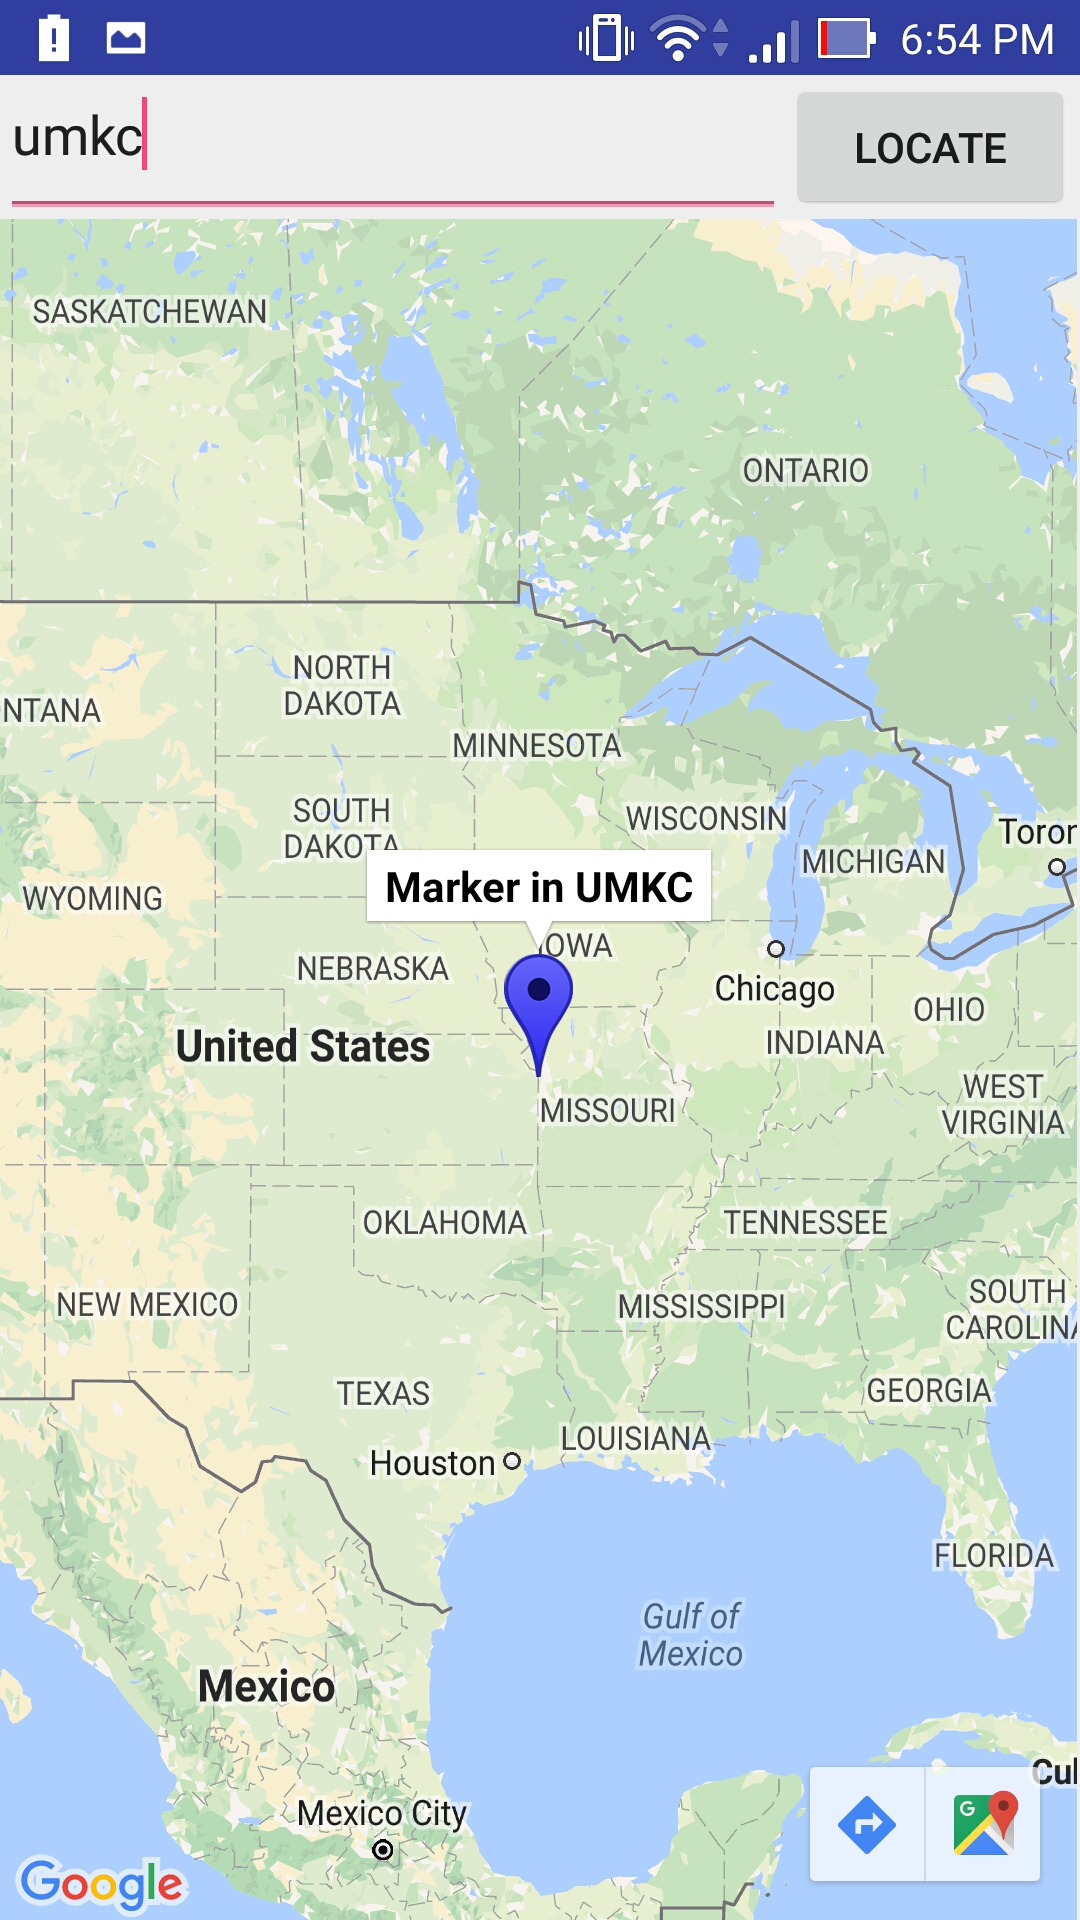 6:54 PM
umkc
LOCATE
SASKATCHEWAN
ONTARIO
NORTH
DAKOTA
NTANA
MINNESOTA
SOUTH
DAKOTA
WISCONSIN
Toror
MICHIGAN
WYOMING
Marker in UMKC
IOWA
NEBRASKA
Chicago
OHIO
United States
INDIANA
WEST
VIRGINIA
MISSOURI
OKLAHOMA
TENNESSEE
NEW MEXICO
MISSISSIPPI
SOUTH
CAROLINA
TEXAS
GEORGIA
LOUISIANA
Houston
FLORIDA
Gulf of
Mexico
Mexico
Cul
Mexico City
G
Google